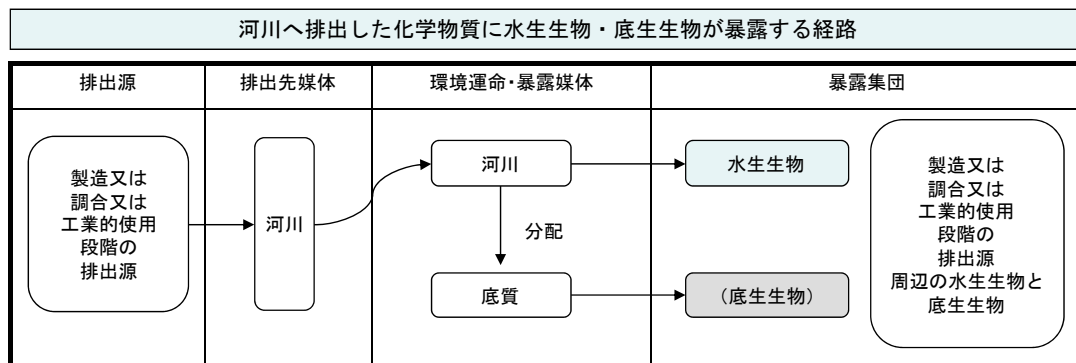 河川へ排出した化学物質に水生生物・底生生物が暴露する経路
排出源
排出先媒体
環境運命・暴露媒体
暴露集団
製造又は
調合又は
工業的使用
段階の
排出源
河川
河川
分配
底質
水生生物
(底生生物)
製造又は
調合又は
工業的使用
段階の
排出源
周辺の水生生物と
底生生物